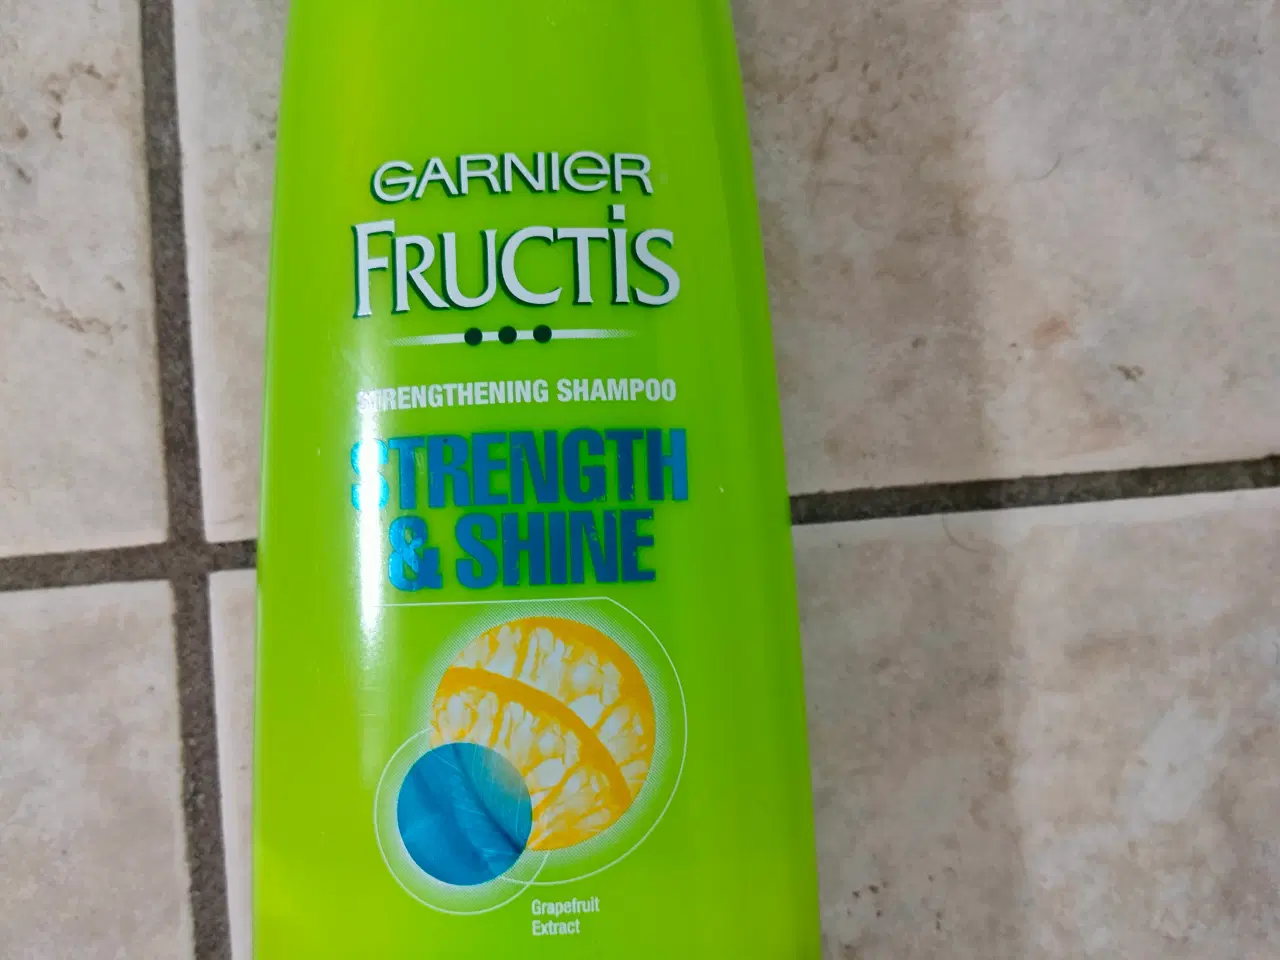 GARNIER
FRUCTIS
STRENGTHENING SHAMPOO
STRENGTH
& SHINE
Grapefruit
Extract